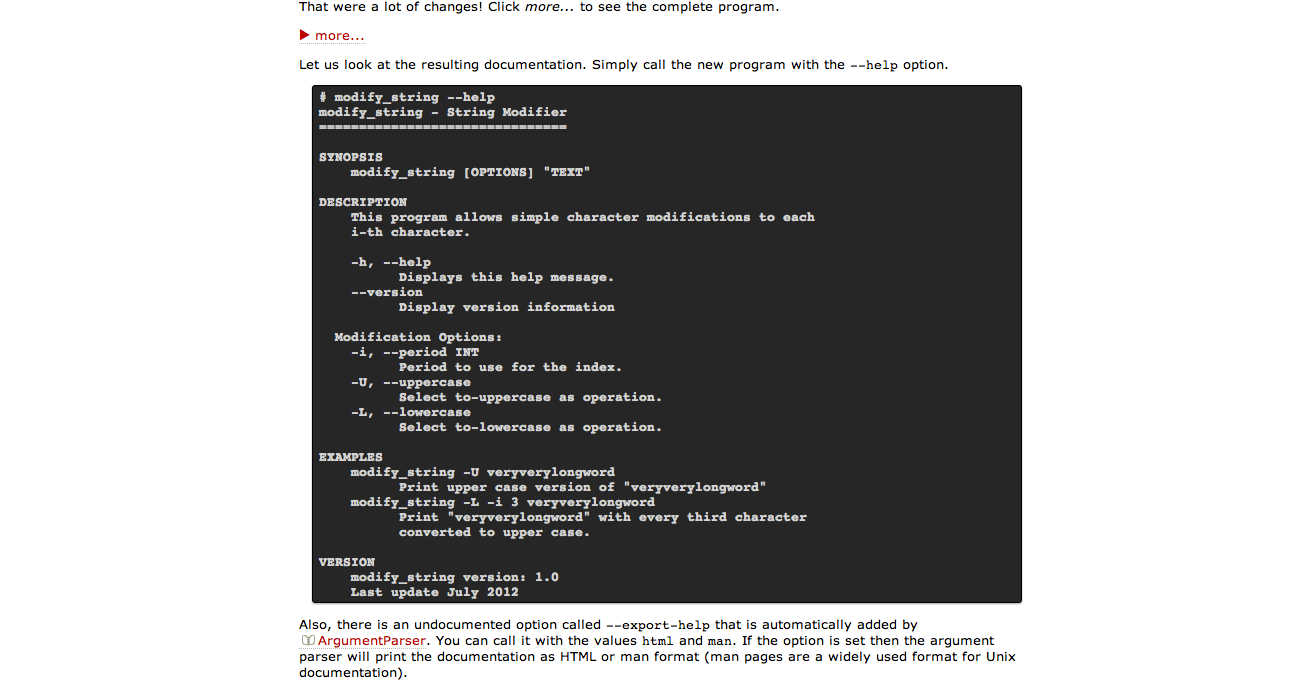 That were a lot of changes! Click more... to see the complete program.
▶ more...
Let us look at the resulting documentation. Simply call the new program with the --help option.
# modify_string --help
modify_string - String Modifier
===============================
SYNOPSIS
modify_string [OPTIONS] "TEXT"
DESCRIPTION
This program allows simple character modifications to each
i-th character.
-h, --help
Displays this help message.
--version
Display version information
Modification Options:
-i, --period INT
Period to use for the index.
-U, --uppercase
Select to-uppercase as operation.
-L, --lowercase
Select to-lowercase as operation.
EXAMPLES
modify_string -U veryverylongword
Print upper case version of "veryverylongword"
modify_string -L -i 3 veryverylongword
Print "veryverylongword" with every third character
converted to upper case.
VERSION
modify_string version: 1.0
Last update July 2012
Also, there is an undocumented option called --export-help that is automatically added by
ArgumentParser. You can call it with the values html and man. If the option is set then the argument
parser will print the documentation as HTML or man format (man pages are a widely used format for Unix
documentation).